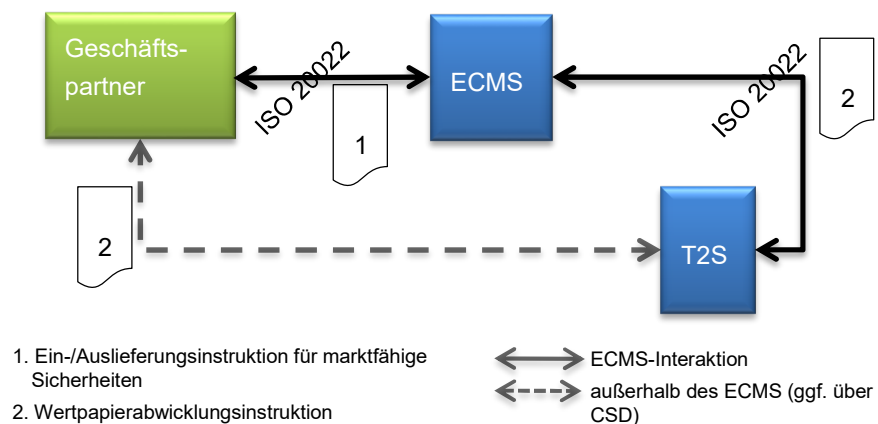 Geschäfts-
partner
ISO 20022
ECMS
ISO 20022
2
1
2
T2S
1. Ein-/Auslieferungsinstruktion für marktfähige
Sicherheiten
2. Wertpapierabwicklungsinstruktion
ECMS-Interaktion
außerhalb des ECMS (ggf. über
CSD)